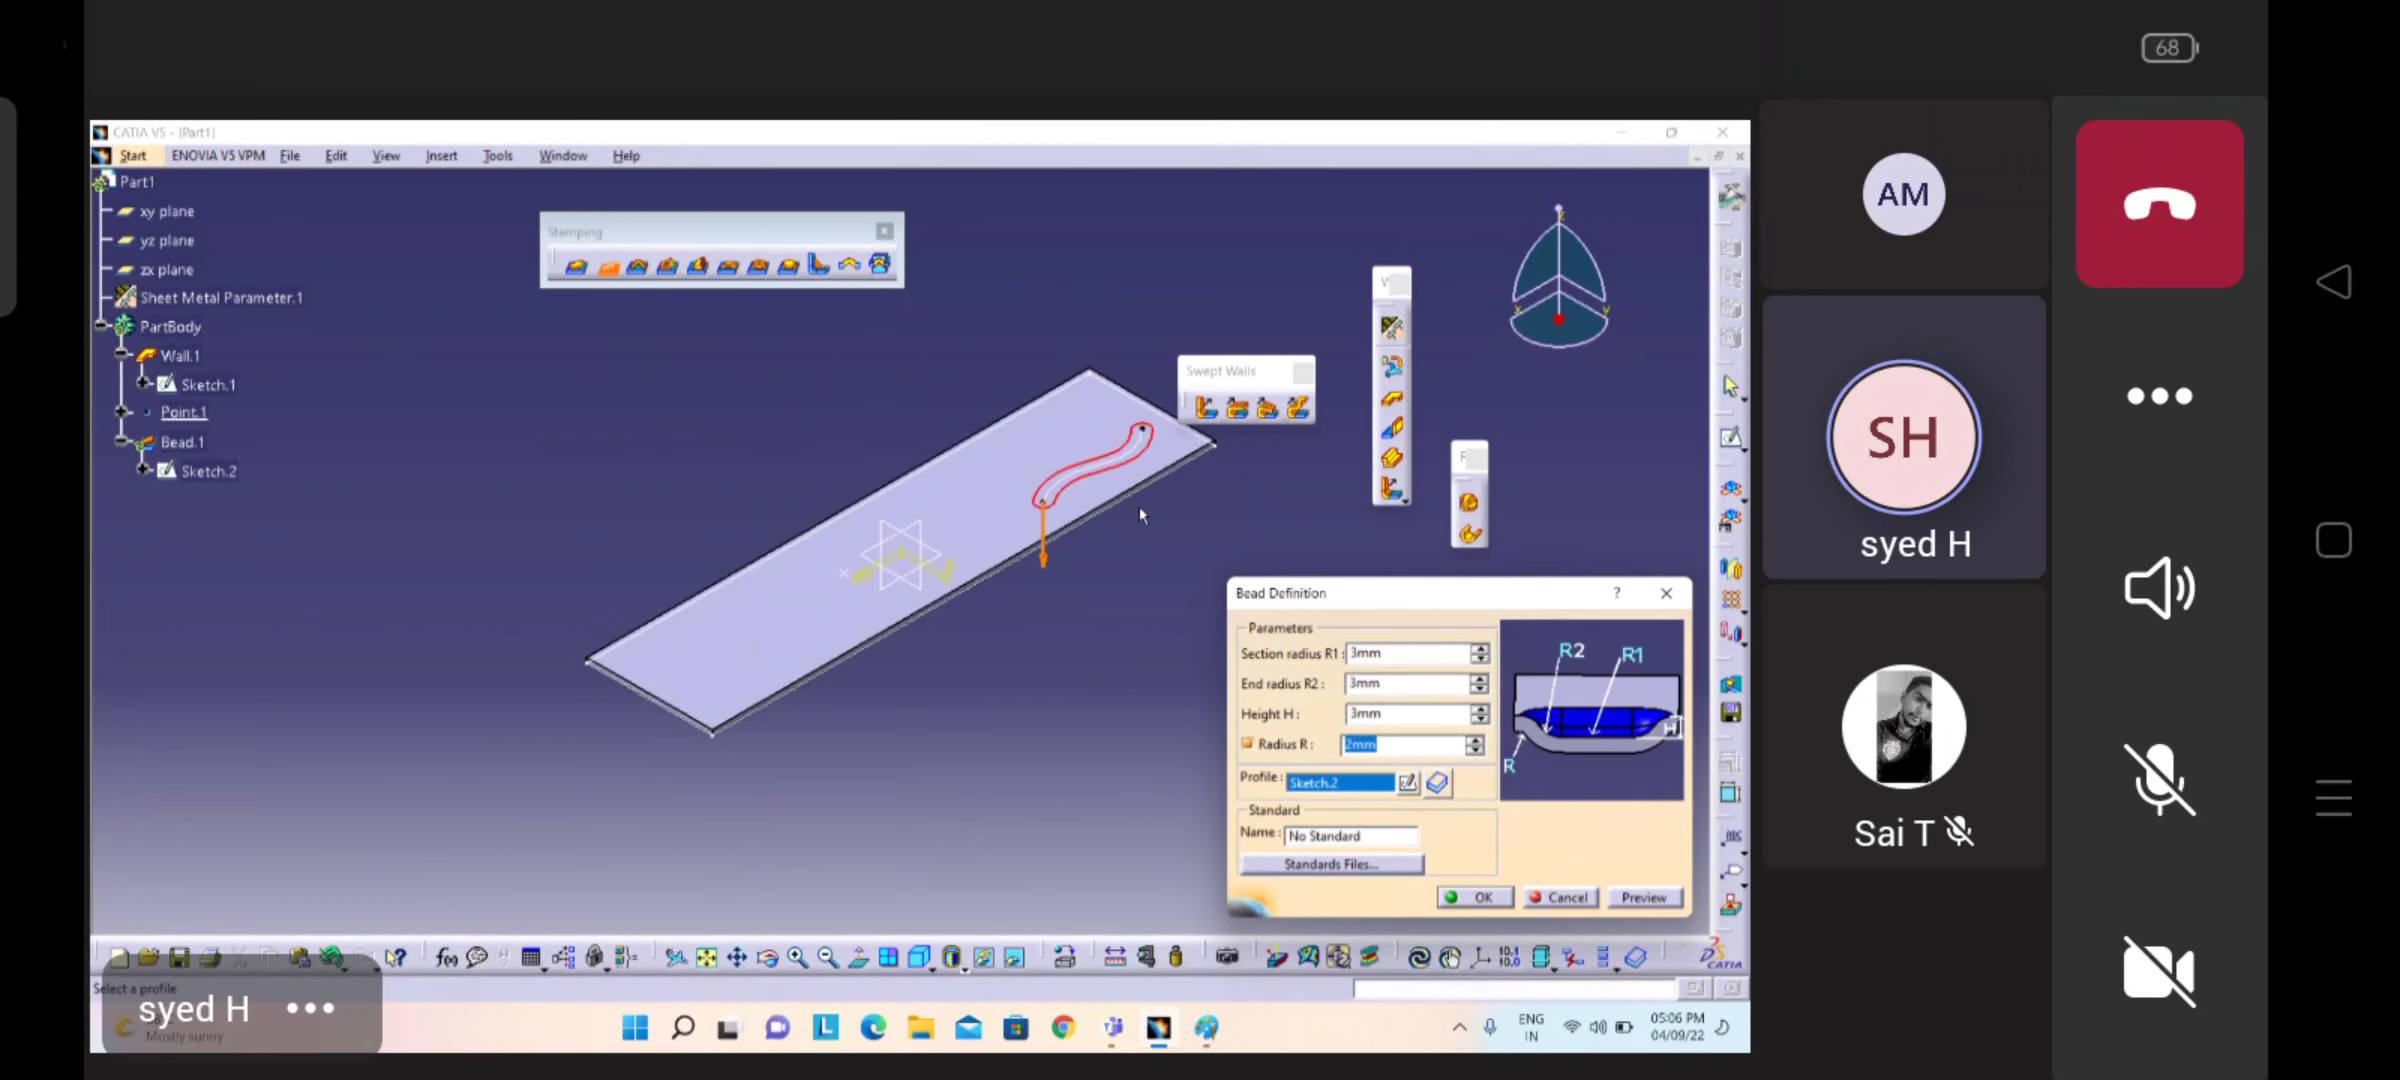 68
CATIA V5 - [Part1]
Start ENOVIA V5 VPM File Edit View Insert Tools Window Help
Part1
xy plane
yz plane
zx plane
Sheet Metal Parameter.1
PartBody
Wall.1
Sketch.1
Point.1
Bead.1
Sketch.2
Stamping
Swept Walls
Bead Definition ?
Parameters
Section radius R1 : 3mm
End radius R2 : 3mm
Height H : 3mm
Radius R : 2mm
Profile : Sketch.2
Standard
Name : No Standard
Standards Files...
OK Cancel Preview
R2 R1
H
R
CATIA
Select a profile
syed H
Mostly sunny
ENG
IN
05:06 PM
04/09/22
AM
SH
syed H
Sai T